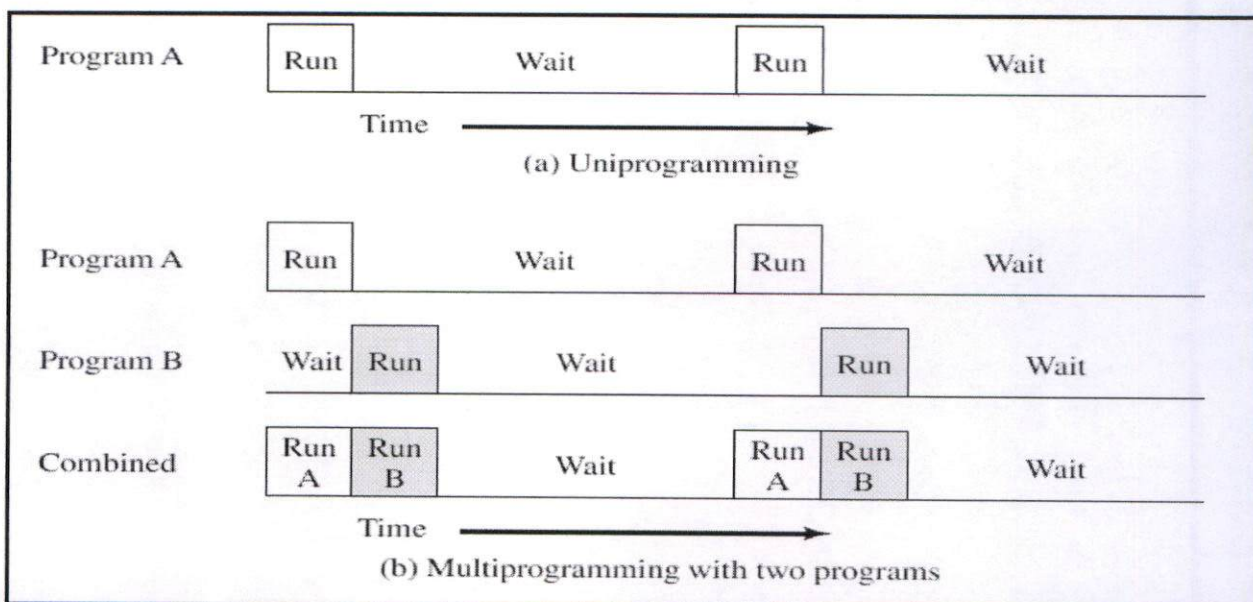 Program A Run Wait Run Wait
Time
(a) Uniprogramming
Program A Run Wait Run Wait
Program B Wait Run Wait Run Wait
Combined Run A Run B Wait Run A Run B Wait
Time
(b) Multiprogramming with two programs